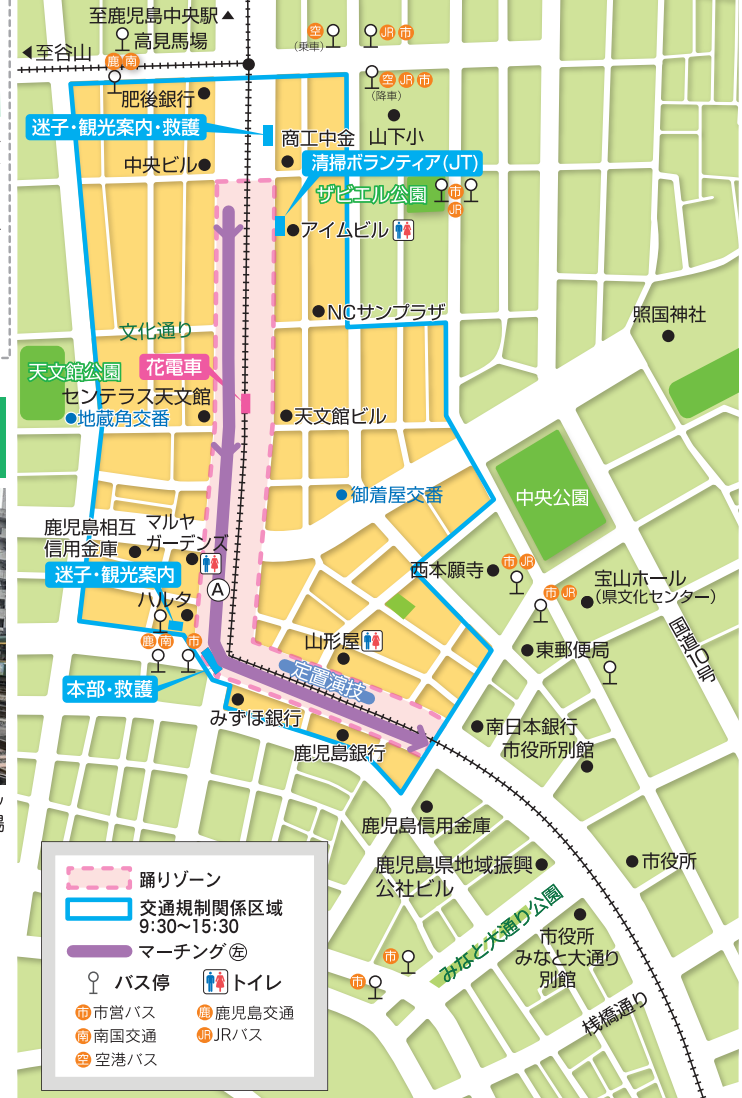 至鹿児島中央駅▲
高見馬場
◀至谷山
鹿 南
空
(乗車)
JR 市
空 JR 市
(降車)
肥後銀行
迷子・観光案内・救護
商工中金
山下小
中央ビル
清掃ボランティア(JT)
ザビエル公園
市
JR
アイムビル
NCサンプラザ
照国神社
文化通り
天文館公園
花電車
センテラス天文館
地蔵角交番
天文館ビル
御着屋交番
中央公園
鹿児島相互
信用金庫
マルヤ
ガーデンズ
迷子・観光案内
A
西本願寺
市 JR
市 JR
宝山ホール
(県文化センター)
ハルタ
鹿 南 市
山形屋
東郵便局
国道10号
本部・救護
定置演技
みずほ銀行
鹿児島銀行
南日本銀行
市役所別館
鹿児島信用金庫
鹿児島県地域振興
公社ビル
市役所
みなと大通り公園
市役所
みなと大通り
別館
市
市
桟橋通り
踊りゾーン
交通規制関係区域
9:30〜15:30
マーチング㊧
バス停
トイレ
市 市営バス
鹿 鹿児島交通
南 南国交通
JR JRバス
空 空港バス